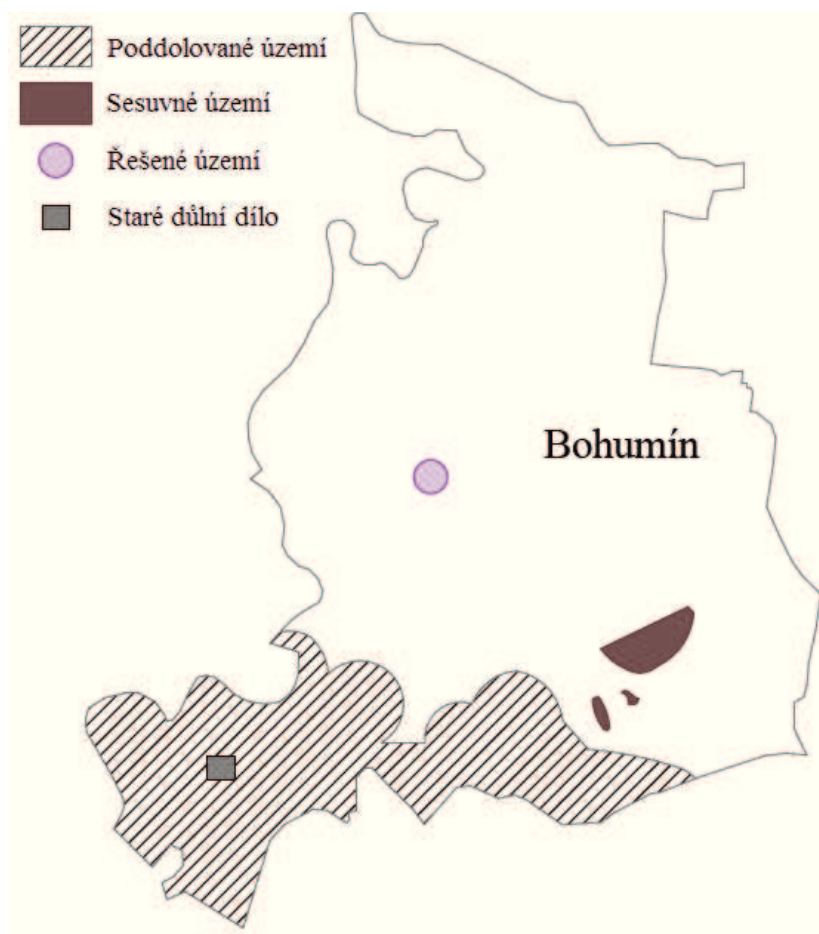 Poddolované území
Sesuvné území
Řešené území
Staré důlní dílo
Bohumín